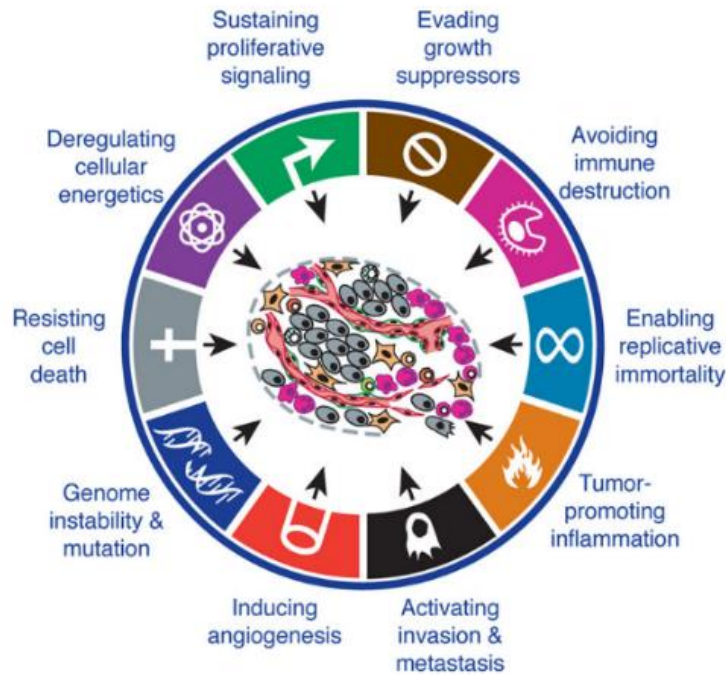 Sustaining
proliferative
signaling
Evading
growth
suppressors
Avoiding
immune
destruction
Enabling
replicative
immortality
Tumor-
promoting
inflammation
Activating
invasion &
metastasis
Inducing
angiogenesis
Genome
instability &
mutation
Resisting
cell
death
Deregulating
cellular
energetics